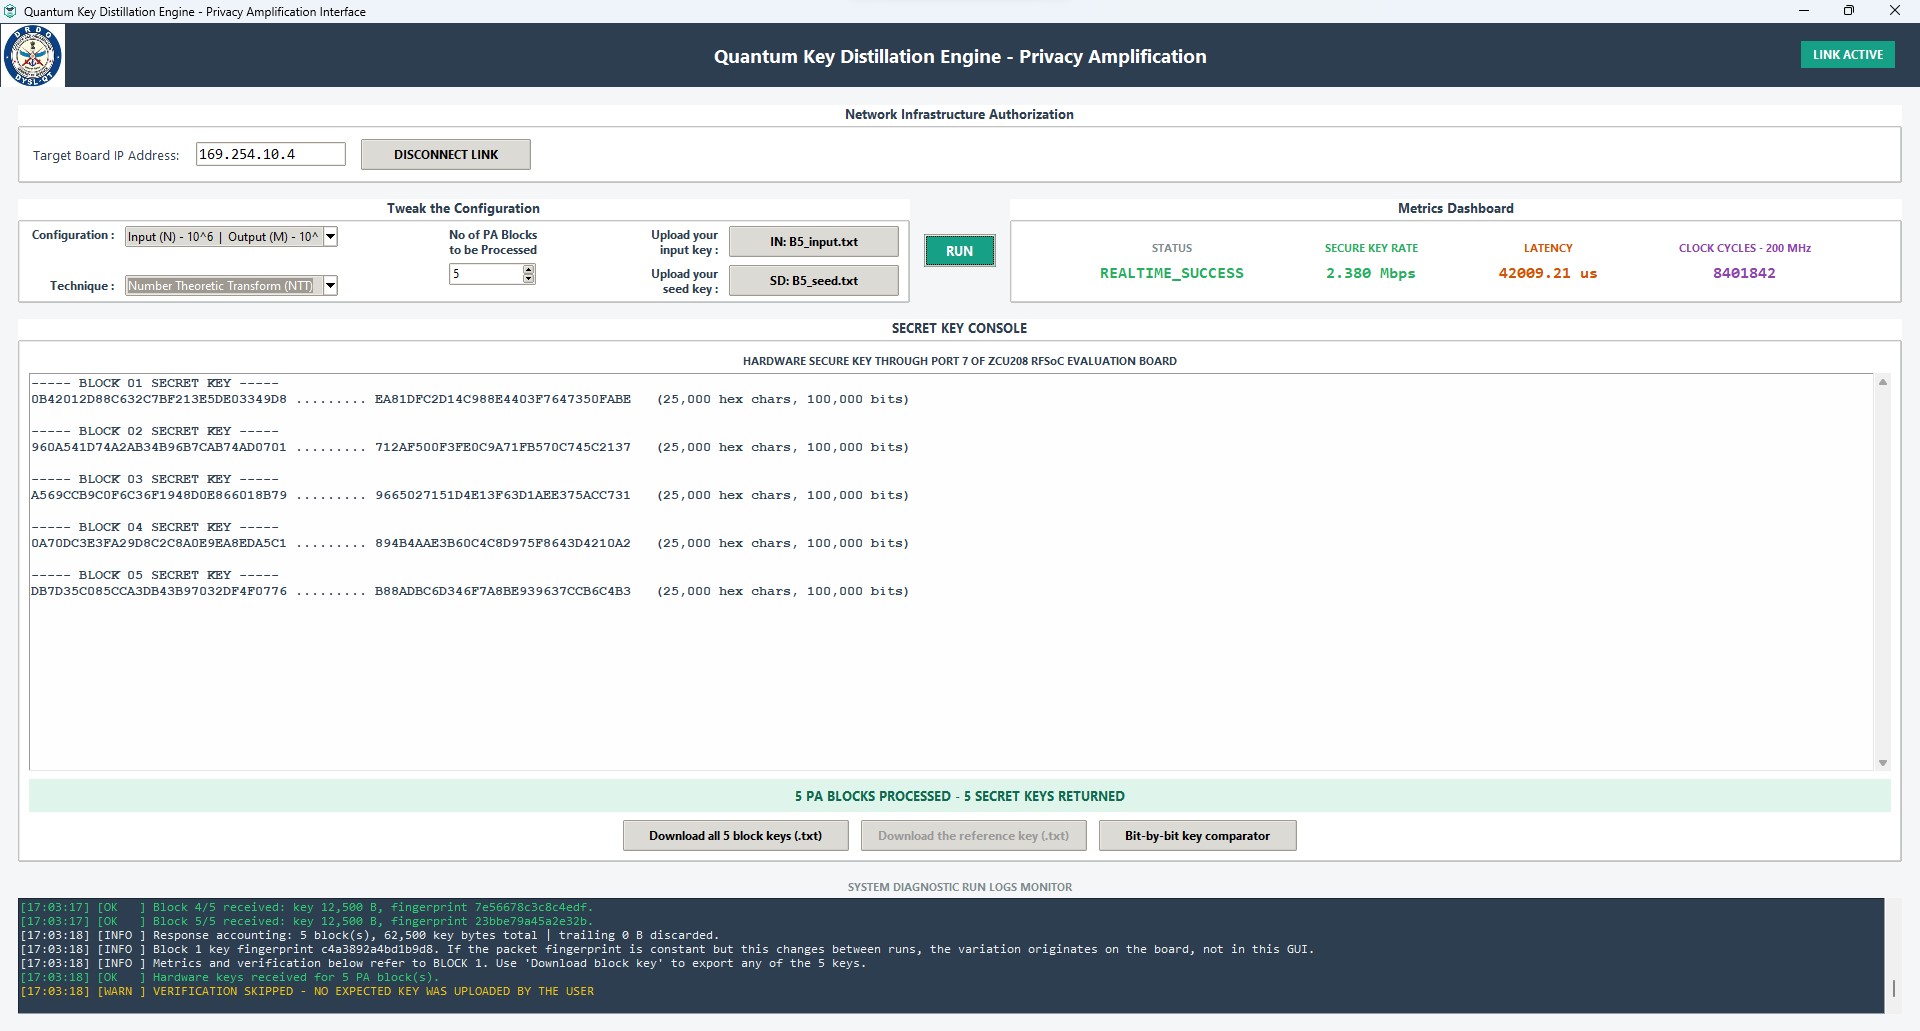 Quantum Key Distillation Engine - Privacy Amplification Interface
DRDO
DYSL-QT
Quantum Key Distillation Engine - Privacy Amplification
LINK ACTIVE
Network Infrastructure Authorization
Target Board IP Address:
169.254.10.4
DISCONNECT LINK
Tweak the Configuration
Configuration :
Input (N) - 10^6 | Output (M) - 10^
Technique :
Number Theoretic Transform (NTT)
No of PA Blocks
to be Processed
5
Upload your
input key :
IN: B5_input.txt
Upload your
seed key :
SD: B5_seed.txt
RUN
Metrics Dashboard
STATUS
REALTIME_SUCCESS
SECURE KEY RATE
2.380 Mbps
LATENCY
42009.21 us
CLOCK CYCLES - 200 MHz
8401842
SECRET KEY CONSOLE
HARDWARE SECURE KEY THROUGH PORT 7 OF ZCU208 RFSoC EVALUATION BOARD
----- BLOCK 01 SECRET KEY -----
0B42012D88C632C7BF213E5DE03349D8 ......... EA81DFC2D14C988E4403F7647350FABE (25,000 hex chars, 100,000 bits)
----- BLOCK 02 SECRET KEY -----
960A541D74A2AB34B96B7CAB74AD0701 ......... 712AF500F3FE0C9A71FB570C745C2137 (25,000 hex chars, 100,000 bits)
----- BLOCK 03 SECRET KEY -----
A569CCB9C0F6C36F1948D0E866018B79 ......... 9665027151D4E13F63D1AEE375ACC731 (25,000 hex chars, 100,000 bits)
----- BLOCK 04 SECRET KEY -----
0A70DC3E3FA29D8C2C8A0E9EA8EDA5C1 ......... 894B4AAE3B60C4C8D975F8643D4210A2 (25,000 hex chars, 100,000 bits)
----- BLOCK 05 SECRET KEY -----
DB7D35C085CCA3DB43B97032DF4F0776 ......... B88ADBC6D346F7A8BE939637CCB6C4B3 (25,000 hex chars, 100,000 bits)
5 PA BLOCKS PROCESSED - 5 SECRET KEYS RETURNED
Download all 5 block keys (.txt)
Download the reference key (.txt)
Bit-by-bit key comparator
SYSTEM DIAGNOSTIC RUN LOGS MONITOR
[17:03:17] [OK   ] Block 4/5 received: key 12,500 B, fingerprint 7e56678c3c8c4edf.
[17:03:17] [OK   ] Block 5/5 received: key 12,500 B, fingerprint 23bbe79a45a2e32b.
[17:03:18] [INFO ] Response accounting: 5 block(s), 62,500 key bytes total | trailing 0 B discarded.
[17:03:18] [INFO ] Block 1 key fingerprint c4a3892a4bd1b9d8. If the packet fingerprint is constant but this changes between runs, the variation originates on the board, not in this GUI.
[17:03:18] [INFO ] Metrics and verification below refer to BLOCK 1. Use 'Download block key' to export any of the 5 keys.
[17:03:18] [OK   ] Hardware keys received for 5 PA block(s).
[17:03:18] [WARN ] VERIFICATION SKIPPED - NO EXPECTED KEY WAS UPLOADED BY THE USER